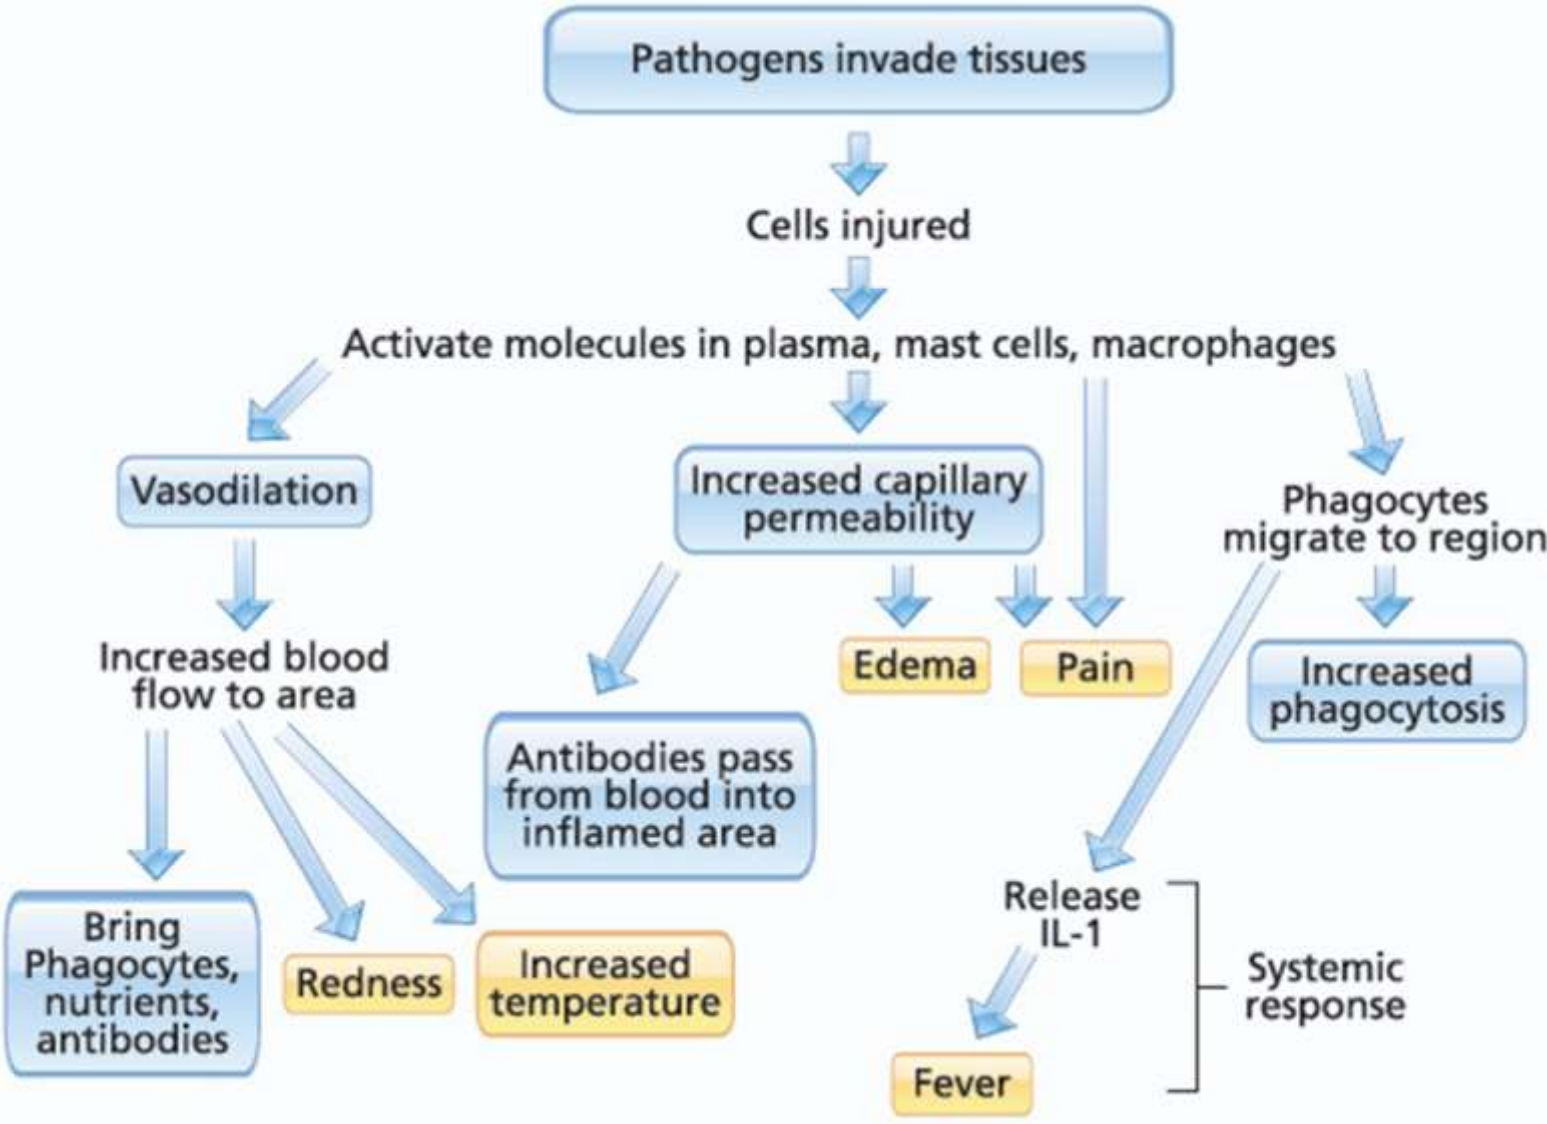 Pathogens invade tissues
Cells injured
Activate molecules in plasma, mast cells, macrophages
Vasodilation
Increased capillary
permeability
Phagocytes
migrate to region
Increased blood
flow to area
Edema
Pain
Increased
phagocytosis
Antibodies pass
from blood into
inflamed area
Bring
Phagocytes,
nutrients,
antibodies
Redness
Increased
temperature
Release
IL-1
Systemic
response
Fever